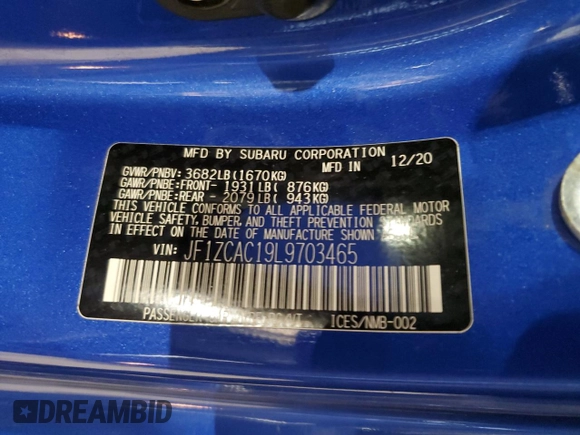 MFD BY SUBARU CORPORATION
MFD IN 12/20
GVWR/PNBV: 3682LB(1670KG)
GAWR/PNBE:FRONT- 1931LB( 876KG)
GAWR/PNBE:REAR - 2079LB( 943KG)
THIS VEHICLE CONFORMS TO ALL APPLICABLE FEDERAL MOTOR
VEHICLE SAFETY, BUMPER, AND THEFT PREVENTION STANDARDS
IN EFFECT ON THE DATE OF MANUFACTURE SHOWN ABOVE.
VIN: JF1ZCAC19L9703465
PASSENGER ICES/NMB-002
DREAMBID